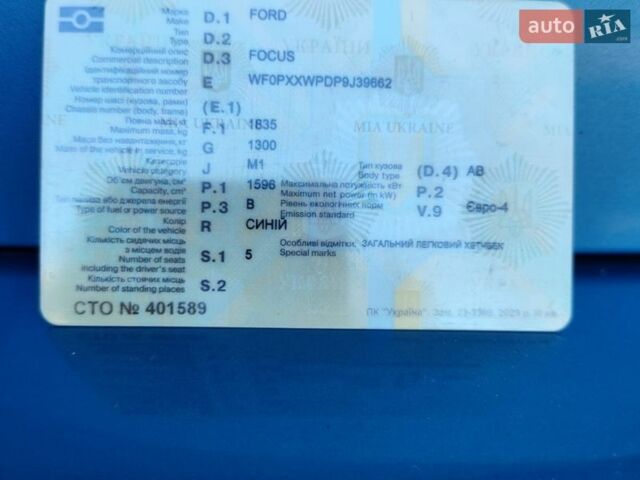 Марка D.1 FORD
Make
Тип D.2
Type
Комерційний опис D.3 FOCUS
Commercial description
Ідентифікаційний номер
транспортного засобу E WF0PXXWPDP9J39662
Vehicle identification number
Номер шасі (кузова, рами) (E.1)
Chassis number (body, frame)
Повна маса, кг F.1 1835
Maximum mass, kg
MIA UKRAINE
Маса без навантаження, кг G 1300
Mass of the vehicle in service, kg
Категорія J M1
Vehicle category
Тип кузова (D.4) AB
Body type
Об'єм двигуна, см³ P.1 1596
Capacity, cm³
Максимальна потужність кВт P.2
Maximum net power (in kW)
Тип пального або джерела енергії P.3 B
Type of fuel or power source
Рівень екологічних норм V.9 Євро-4
Emission standard
Колір R СИНІЙ
Color of the vehicle
Кількість сидячих місць
з місцем водія S.1 5
Number of seats
including the driver's seat
Особливі відмітки. ЗАГАЛЬНИЙ ЛЕГКОВИЙ ХЕТЧБЕК
Special marks
Кількість стоячих місць S.2
Number of standing places
СТО № 401589
ПК "Україна". Зам.
auto RIA .com